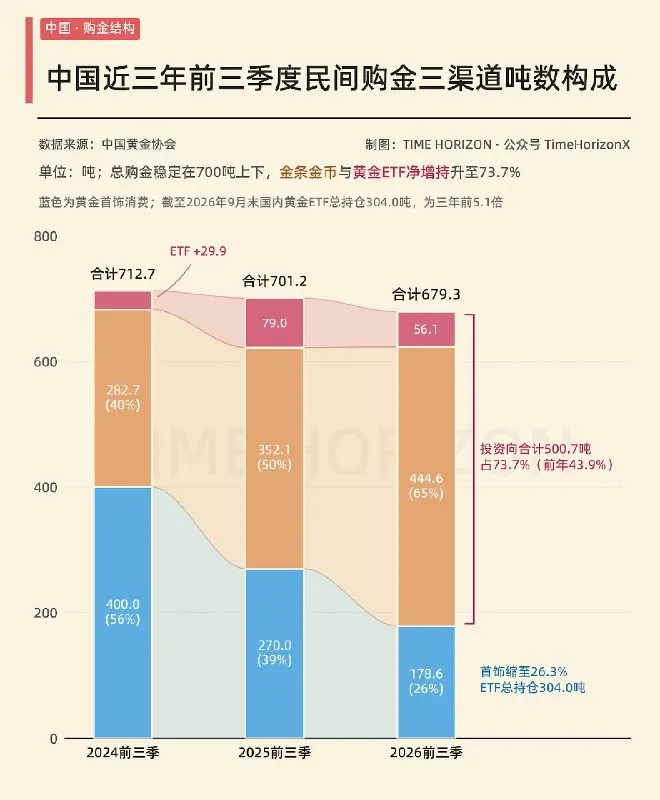 中国·购金结构
中国近三年前三季度民间购金三渠道吨数构成
数据来源：中国黄金协会
制图：TIME HORIZON · 公众号 TimeHorizonX
单位：吨；总购金稳定在700吨上下，金条金币与黄金ETF净增持升至73.7%
蓝色为黄金首饰消费；截至2026年9月末国内黄金ETF总持仓304.0吨，为三年前5.1倍
800
ETF +29.9
合计712.7
合计701.2
合计679.3
79.0
56.1
600
282.7
(40%)
352.1
(50%)
444.6
(65%)
TIME HORIZON
投资向合计500.7吨
占73.7%（前年43.9%）
400
400.0
(56%)
270.0
(39%)
178.6
(26%)
200
首饰缩至26.3%
ETF总持仓304.0吨
0
2024前三季
2025前三季
2026前三季